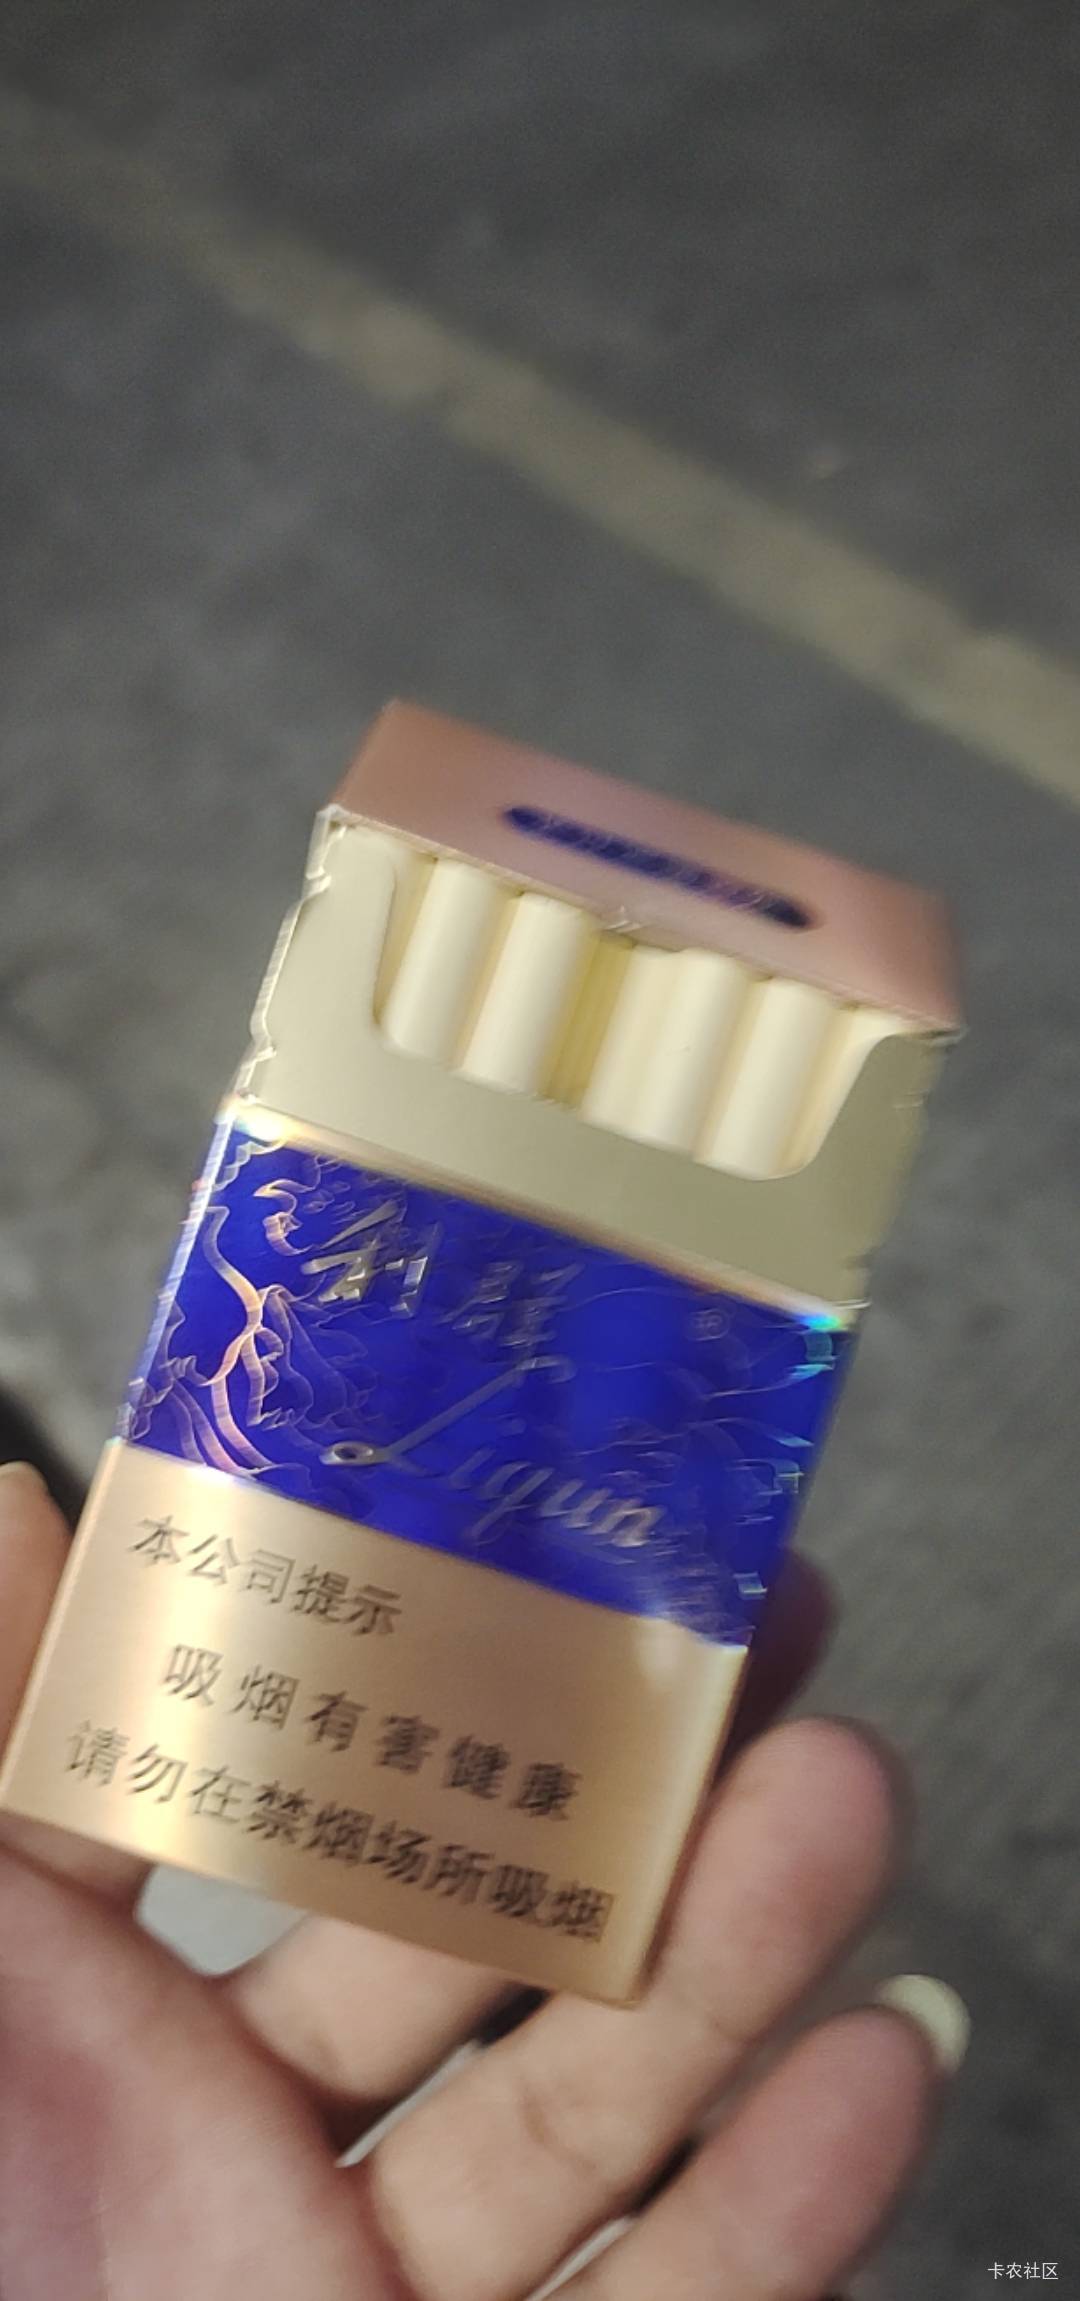 利群
Liqun
本公司提示
吸烟有害健康
请勿在禁烟场所吸烟
卡农社区